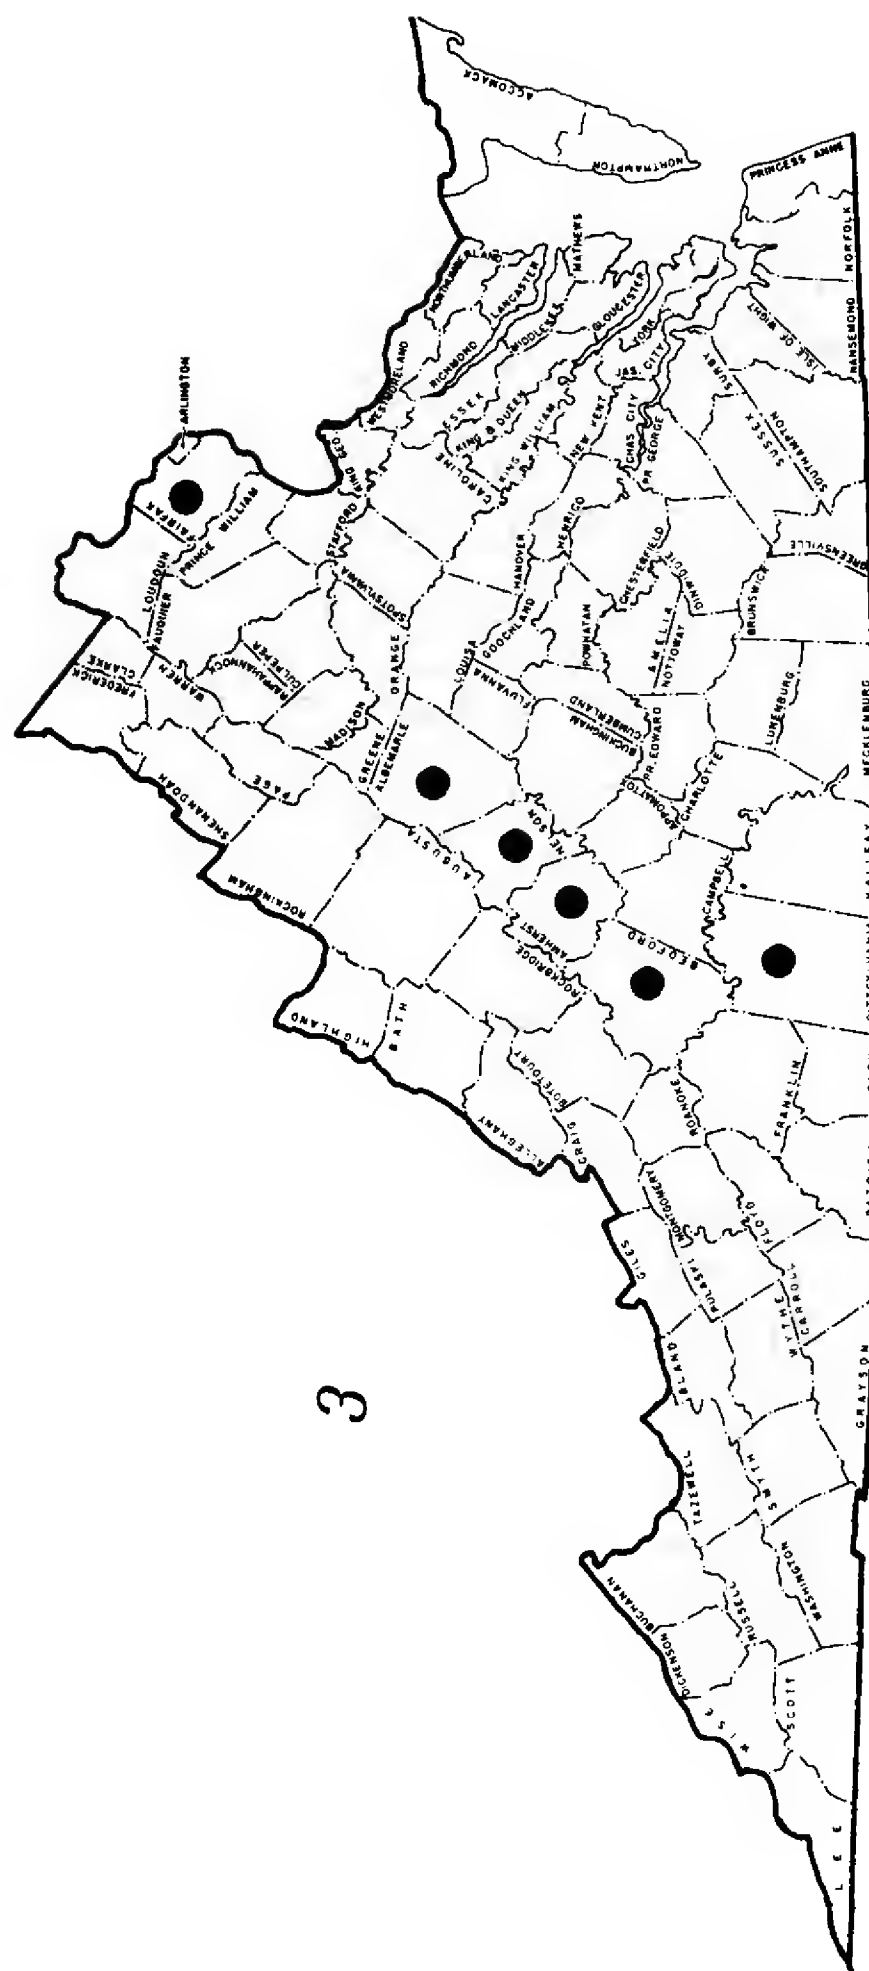 ACCOMACK
NORTHAMPTON
PRINCESS ANNE
NORFOLK
NANSEMOND
ISLE OF WIGHT
SURRY
SUSSEX
SOUTHAMPTON
GREENSVILLE
MATHEWS
GLOUCESTER
YORK
JAS CITY
NORTHUMBERLAND
LANCASTER
MIDDLESEX
RICHMOND
WESTMORELAND
ESSEX
KING & QUEEN
KING WILLIAM
NEW KENT
CHAS CITY
PR GEORGE
KING GEO
CAROLINE
STAFFORD
SPOTSYLVANIA
HANOVER
HENRICO
CHESTERFIELD
DINWIDDIE
BRUNSWICK
ARLINGTON
FAIRFAX
PRINCE WILLIAM
LOUDOUN
FAUQUIER
CLARKE
FREDERICK
WARREN
RAPPAHANNOCK
CULPEPER
MADISON
ORANGE
GREENE
ALBEMARLE
LOUISA
GOOCHLAND
FLUVANNA
POWHATAN
CUMBERLAND
BUCKINGHAM
AMELIA
NOTTOWAY
PR. EDWARD
APPOMATTOX
CHARLOTTE
LUNENBURG
MECKLENBURG
HALIFAX
SHENANDOAH
PAGE
ROCKINGHAM
AUGUSTA
NELSON
AMHERST
ROCKBRIDGE
CAMPBELL
BEDFORD
HIGHLAND
BATH
ALLEGHANY
BOTETOURT
CRAIG
ROANOKE
FRANKLIN
MONTGOMERY
FLOYD
GILES
PULASKI
WYTHE
CARROLL
BLAND
GRAYSON
TAZEWELL
SMYTH
WASHINGTON
RUSSELL
BUCHANAN
DICKENSON
WISE
SCOTT
LEE
3